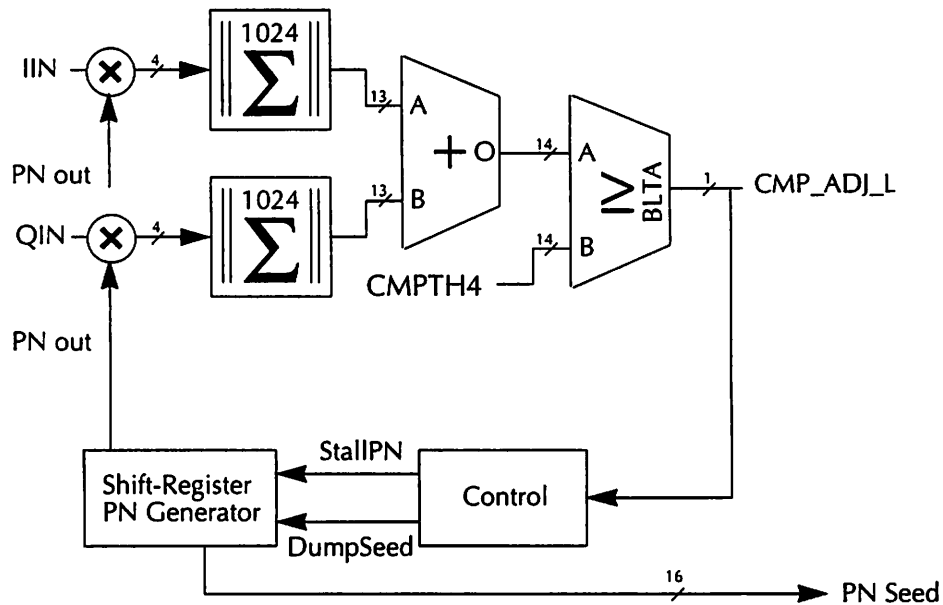 1024
IIN
4
Σ
13
A
PN out
+ O
14
A
1024
13
B
≥
BLTA
1
CMP_ADJ_L
QIN
4
Σ
14
B
CMPTH4
PN out
StallPN
Shift-Register
PN Generator
Control
DumpSeed
16
PN Seed